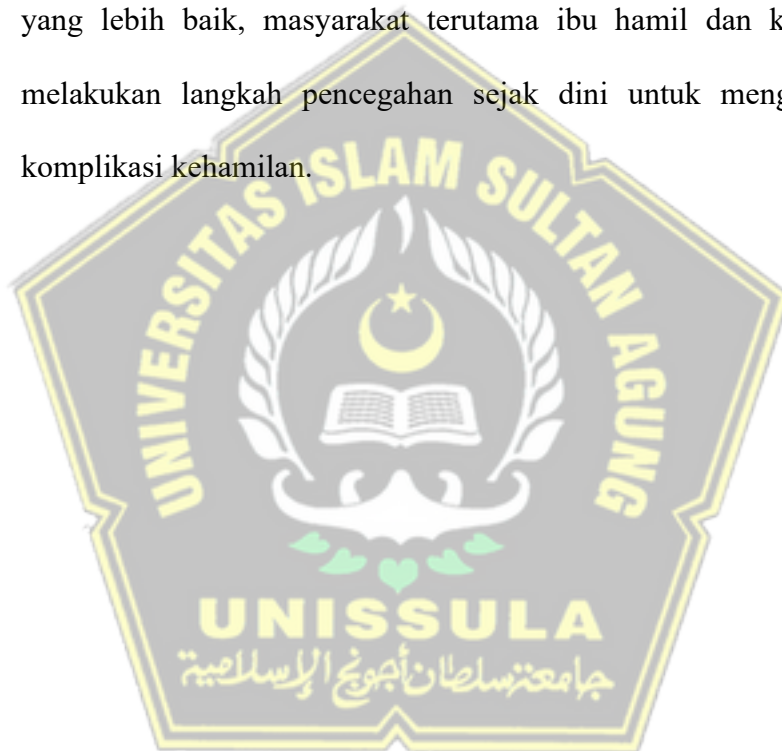 yang lebih baik, masyarakat terutama ibu hamil dan
melakukan langkah pencegahan sejak dini untuk
komplikasi kehamilan.
UNIVERSITAS ISLAM SULTAN AGUNG
UNISSULA
جامعة سلطان أجونج الإسلامية